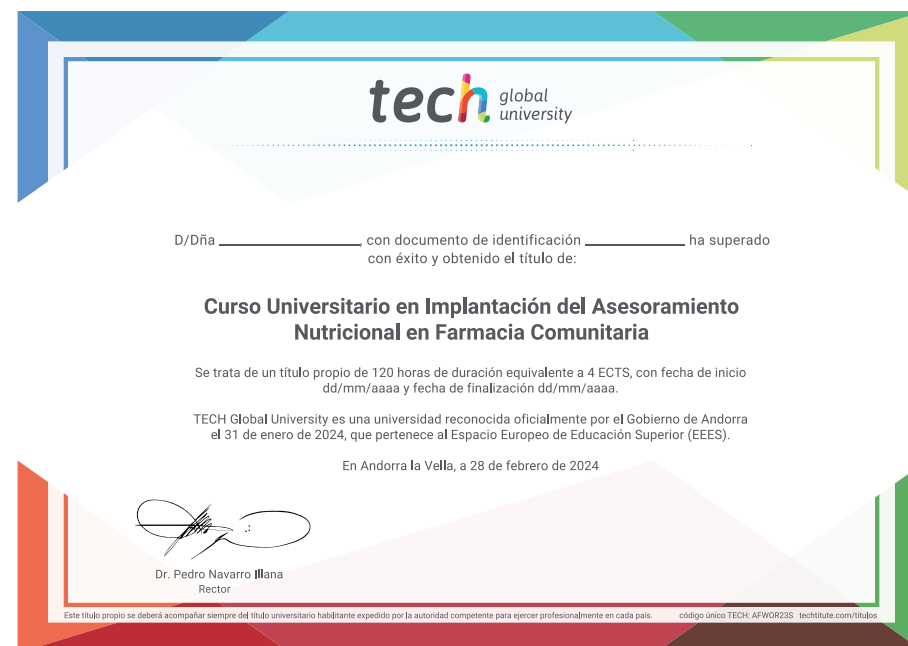 tech global university
D/Dña ______________, con documento de identificación __________ ha superado
con éxito y obtenido el título de:
Curso Universitario en Implantación del Asesoramiento
Nutricional en Farmacia Comunitaria
Se trata de un título propio de 120 horas de duración equivalente a 4 ECTS, con fecha de inicio
dd/mm/aaaa y fecha de finalización dd/mm/aaaa.
TECH Global University es una universidad reconocida oficialmente por el Gobierno de Andorra
el 31 de enero de 2024, que pertenece al Espacio Europeo de Educación Superior (EEES).
En Andorra la Vella, a 28 de febrero de 2024
Dr. Pedro Navarro Illana
Rector
Este título propio se deberá acompañar siempre del título universitario habilitante expedido por la autoridad competente para ejercer profesionalmente en cada país. código único TECH: AFWOR23S techtitute.com/titulos